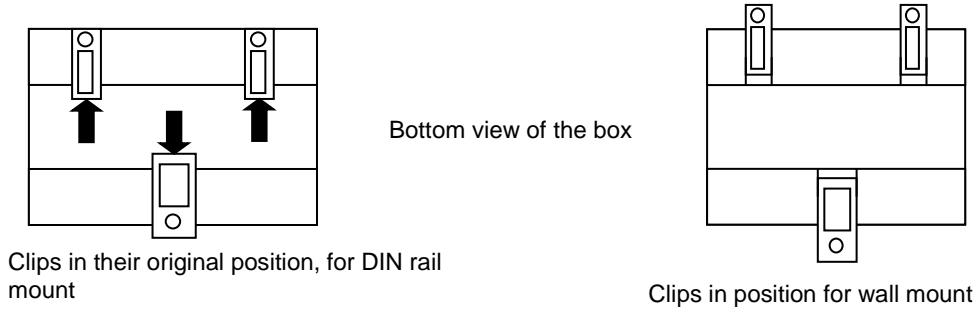 Bottom view of the box
Clips in their original position, for DIN rail
mount
Clips in position for wall mount